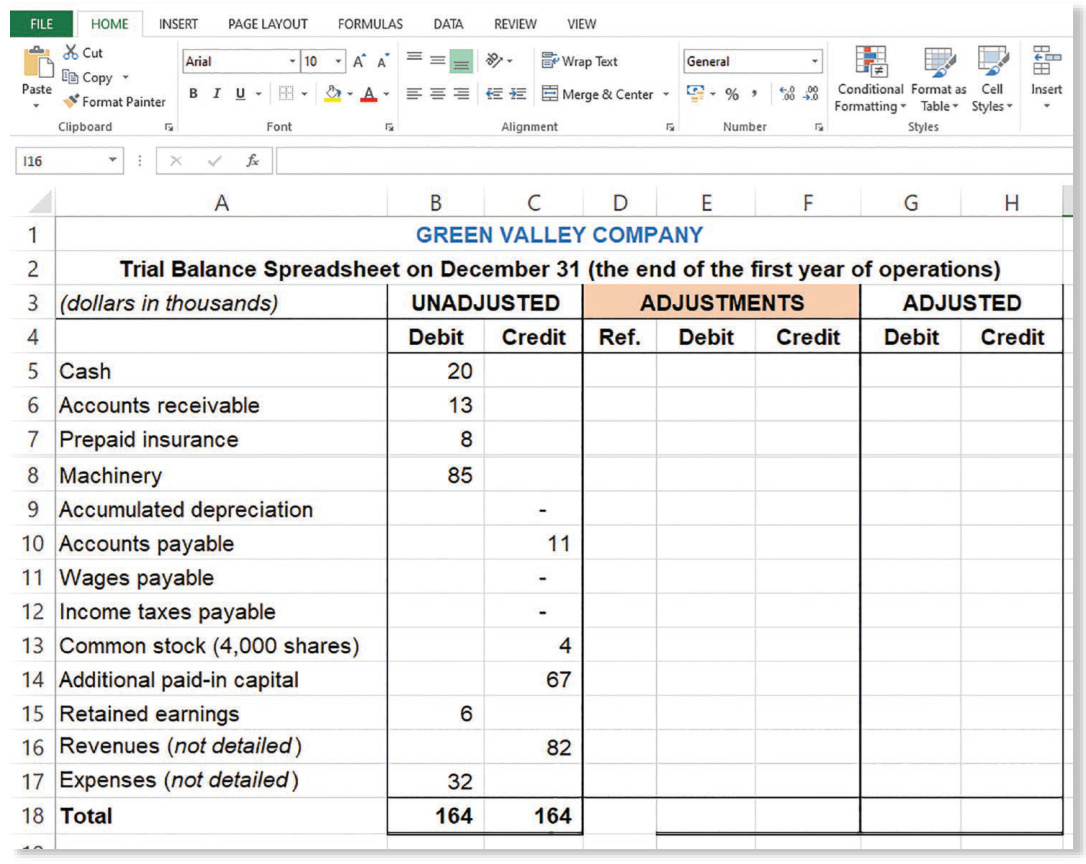 FILE HOME INSERT PAGE LAYOUT FORMULAS DATA REVIEW VIEW
Paste
Cut
Copy
Format Painter
Clipboard
Arial 10 A A
B I U A
Font
Wrap Text
Merge & Center
Alignment
General
% , .00 .00
Number
Conditional Formatting
Format as Table
Cell Styles
Styles
Insert
I16 fx
A B C D E F G H
1 GREEN VALLEY COMPANY
2 Trial Balance Spreadsheet on December 31 (the end of the first year of operations)
3 (dollars in thousands) UNADJUSTED ADJUSTMENTS ADJUSTED
4 Debit Credit Ref. Debit Credit Debit Credit
5 Cash 20
6 Accounts receivable 13
7 Prepaid insurance 8
8 Machinery 85
9 Accumulated depreciation -
10 Accounts payable 11
11 Wages payable -
12 Income taxes payable -
13 Common stock (4,000 shares) 4
14 Additional paid-in capital 67
15 Retained earnings 6
16 Revenues (not detailed) 82
17 Expenses (not detailed) 32
18 Total 164 164